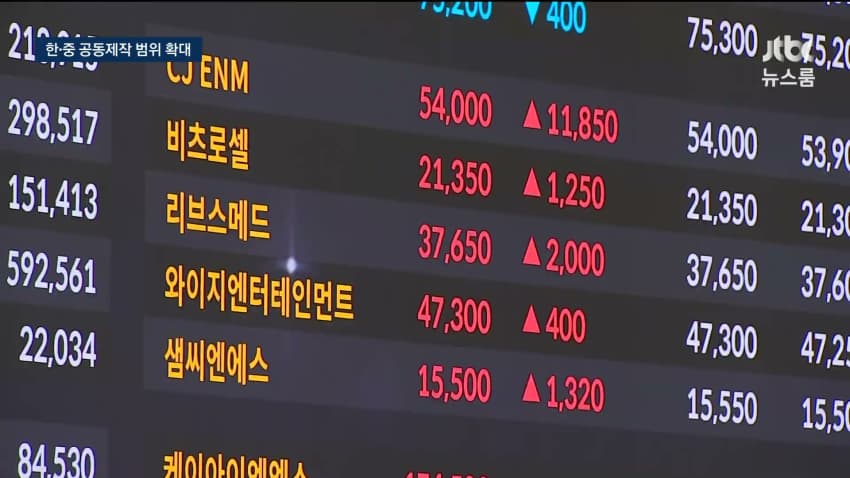 한·중 공동제작 범위 확대
jtbc
뉴스룸
75,200 ▼400 75,300
CJ ENM 54,000 ▲11,850 54,000
298,517 비츠로셀 21,350 ▲1,250 21,350
151,413 리브스메드 37,650 ▲2,000 37,650
592,561 와이지엔터테인먼트 47,300 ▲400 47,300
22,034 샘씨엔에스 15,500 ▲1,320 15,550
84,530